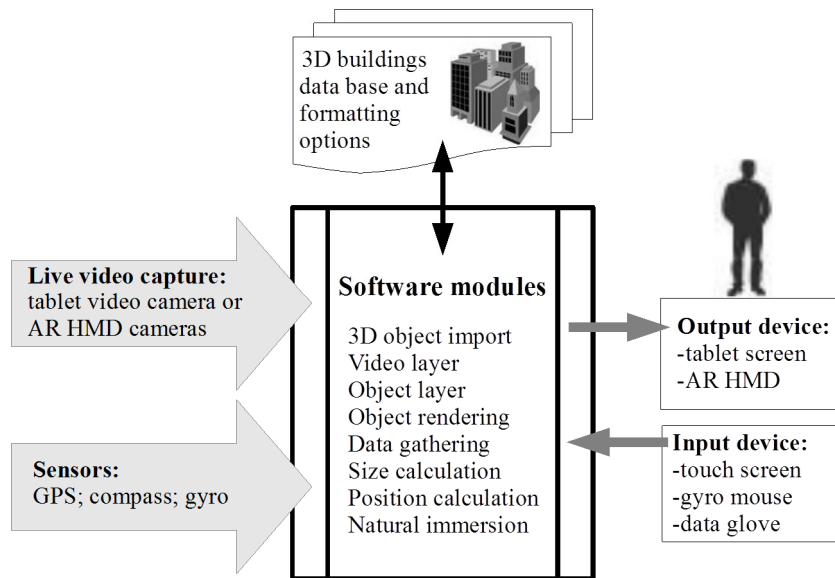 3D buildings
data base and
formatting
options
Live video capture:
tablet video camera or
AR HMD cameras
Sensors:
GPS; compass; gyro
Software modules
3D object import
Video layer
Object layer
Object rendering
Data gathering
Size calculation
Position calculation
Natural immersion
Output device:
-tablet screen
-AR HMD
Input device:
-touch screen
-gyro mouse
-data glove